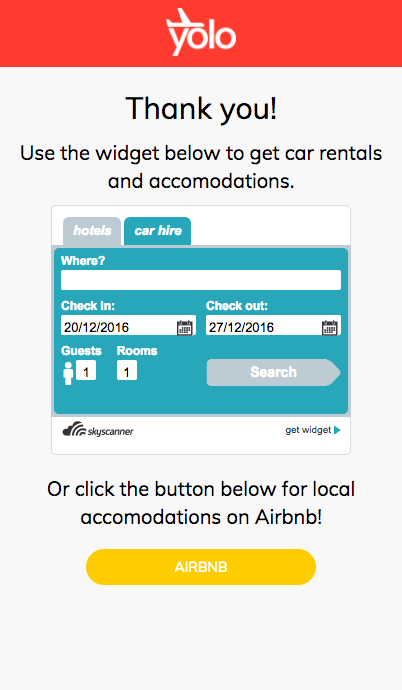 yolo
Thank you!
Use the widget below to get car rentals
and accomodations.
hotels car hire
Where?
Check in: Check out:
20/12/2016 27/12/2016
Guests Rooms
1 1 Search
skyscanner get widget
Or click the button below for local
accomodations on Airbnb!
AIRBNB